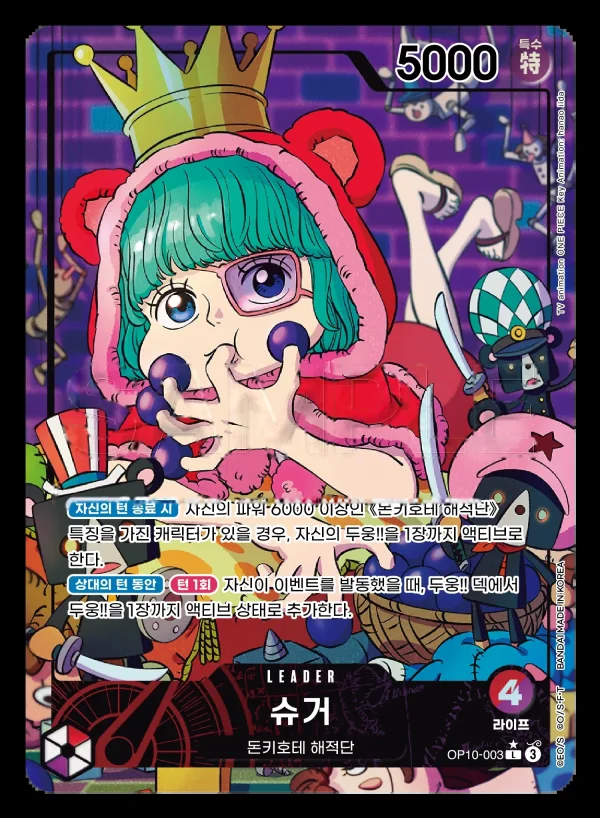 5000
특수
特
TV animation ONE PIECE Key Animation: hanao iida
SAMPLE
자신의 턴 종료 시 자신의 파워 6000 이상인 《돈키호테 해적단》
특징을 가진 캐릭터가 있을 경우, 자신의 두웅!!을 1장까지 액티브로
한다.
상대의 턴 동안 턴 1회 자신이 이벤트를 발동했을 때, 두웅!! 덱에서
두웅!!을 1장까지 액티브 상태로 추가한다.
LEADER
슈거
돈키호테 해적단
4
라이프
OP10-003 L 3
©E.O/S ©O/S·F·T BANDAI MADE IN KOREA